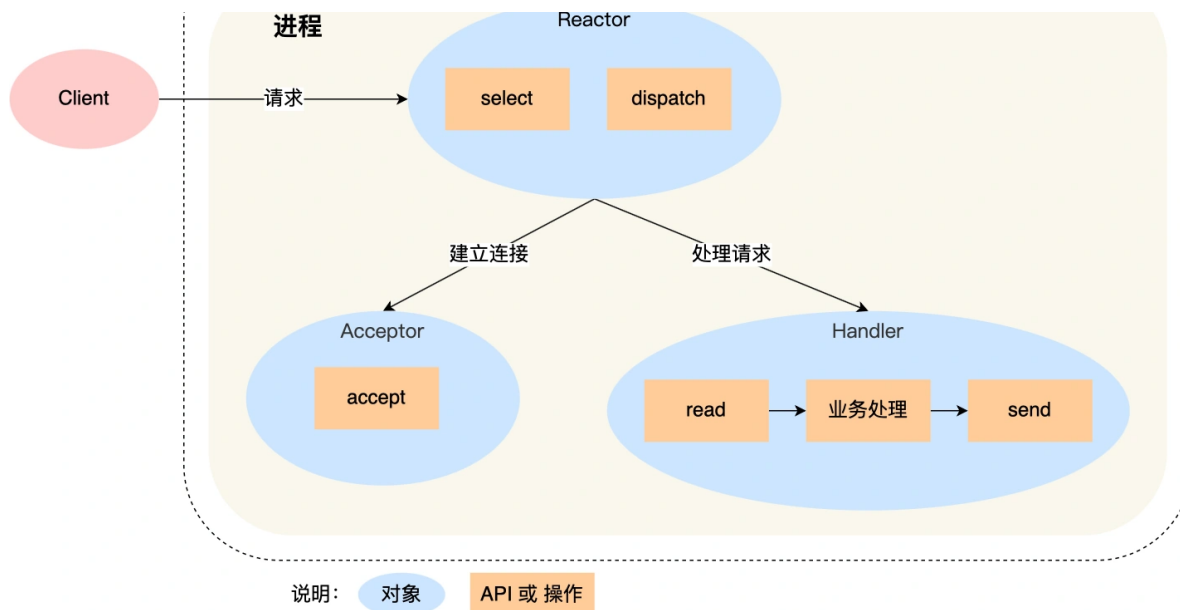 进程
Reactor
Client
请求
select
dispatch
建立连接
处理请求
Acceptor
Handler
accept
read
业务处理
send
说明：
对象
API 或 操作